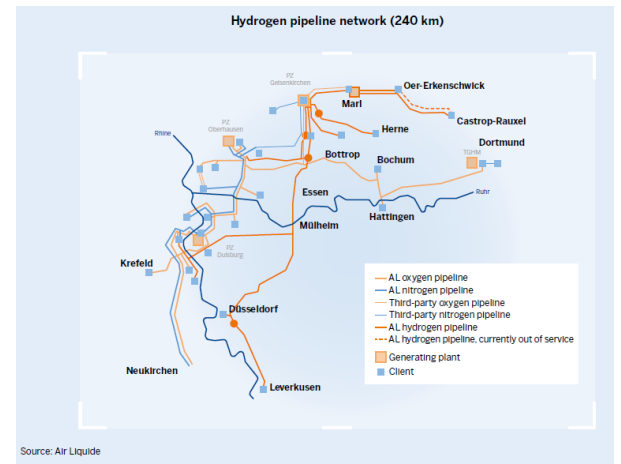 Hydrogen pipeline network (240 km)
PZ
Gelsenkirchen
Oer-Erkenschwick
Marl
Castrop-Rauxel
PZ
Oberhausen
Rhine
Herne
Dortmund
TGHM
Bottrop
Bochum
Essen
Ruhr
Hattingen
Mülheim
PZ
Duisburg
Krefeld
AL oxygen pipeline
AL nitrogen pipeline
Third-party oxygen pipeline
Third-party nitrogen pipeline
AL hydrogen pipeline
AL hydrogen pipeline, currently out of service
Generating plant
Client
Düsseldorf
Neukirchen
Leverkusen
Source: Air Liquide